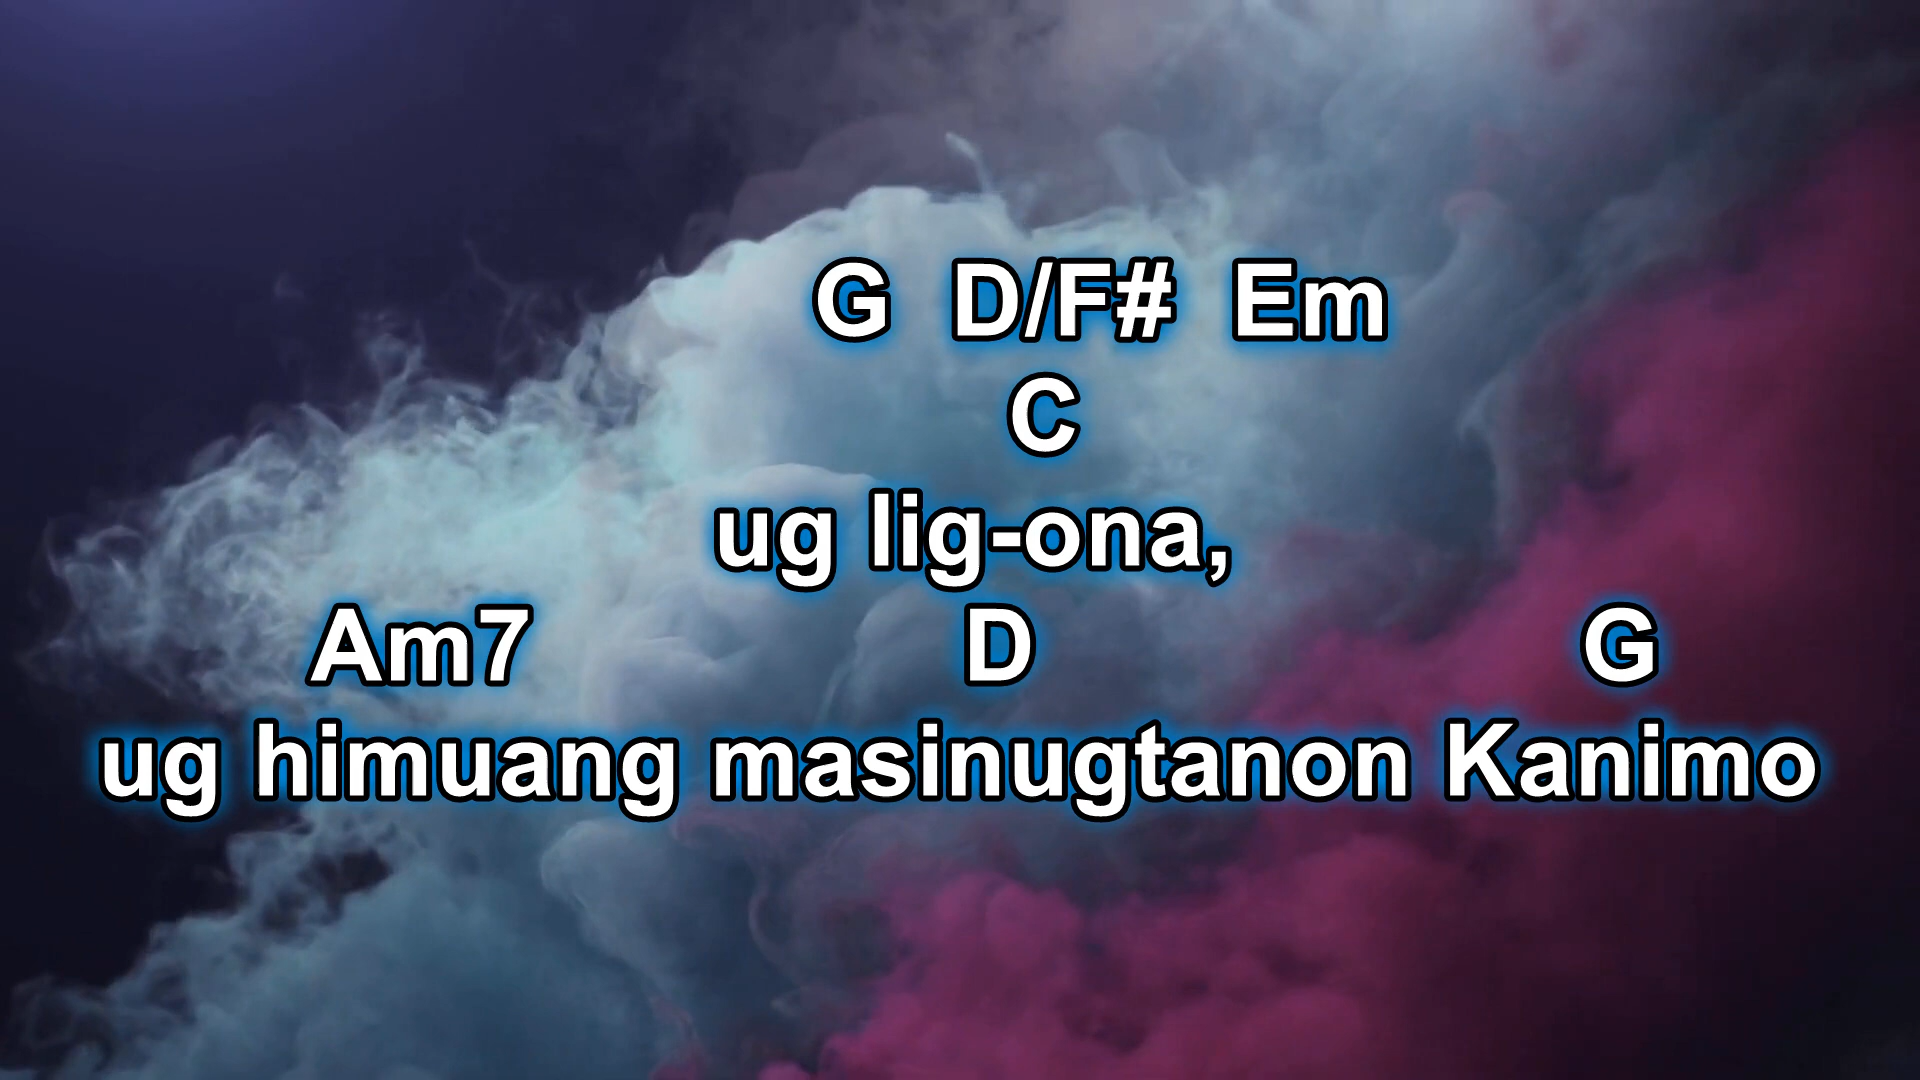 G D/F# Em
C
ug lig-ona,
Am7 D G
ug himuang masinugtanon Kanimo